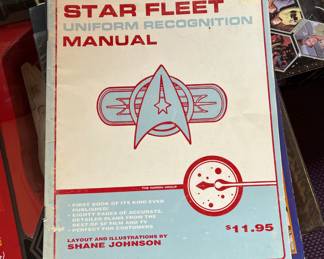 STAR FLEET
UNIFORM RECOGNITION
MANUAL
THE NORIDA GROUP
• FIRST BOOK OF ITS KIND EVER
PUBLISHED!
• EIGHTY PAGES OF ACCURATE,
DETAILED PLANS FROM THE
BEST OF SF FILM AND TV
• PERFECT FOR COSTUMERS
$11.95
LAYOUT AND ILLUSTRATIONS BY
SHANE JOHNSON